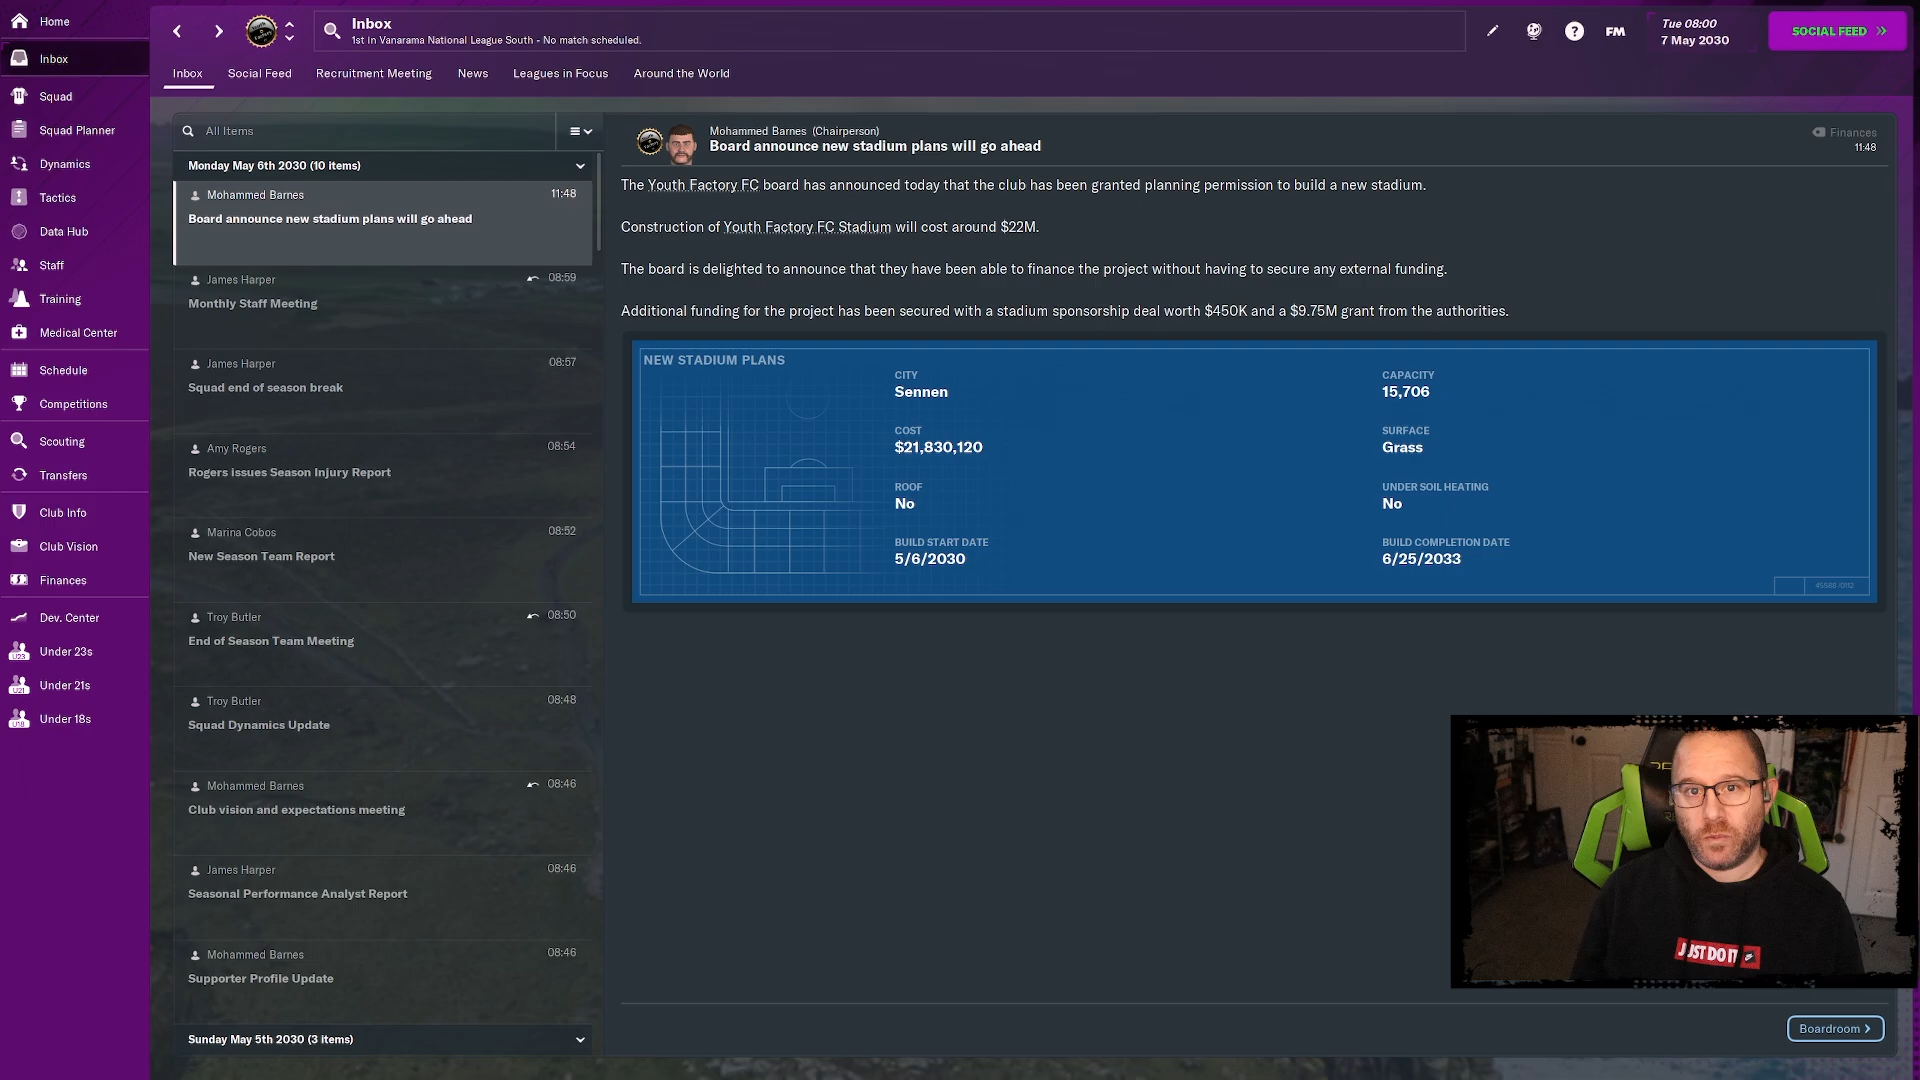 Home
Inbox
Squad
Squad Planner
Dynamics
Tactics
Data Hub
Staff
Training
Medical Center
Schedule
Competitions
Scouting
Transfers
Club Info
Club Vision
Finances
Dev. Center
Under 23s
Under 21s
Under 18s
Inbox
1st in Vanarama National League South - No match scheduled.
FM
Tue 08:00
7 May 2030
SOCIAL FEED
Inbox
Social Feed
Recruitment Meeting
News
Leagues in Focus
Around the World
All Items
Monday May 6th 2030 (10 items)
Mohammed Barnes 11:48
Board announce new stadium plans will go ahead
James Harper 08:59
Monthly Staff Meeting
James Harper 08:57
Squad end of season break
Amy Rogers 08:54
Rogers issues Season Injury Report
Marina Cobos 08:52
New Season Team Report
Troy Butler 08:50
End of Season Team Meeting
Troy Butler 08:48
Squad Dynamics Update
Mohammed Barnes 08:46
Club vision and expectations meeting
James Harper 08:46
Seasonal Performance Analyst Report
Mohammed Barnes 08:46
Supporter Profile Update
Sunday May 5th 2030 (3 items)
Mohammed Barnes (Chairperson)
Board announce new stadium plans will go ahead
Finances
11:48
The Youth Factory FC board has announced today that the club has been granted planning permission to build a new stadium.
Construction of Youth Factory FC Stadium will cost around $22M.
The board is delighted to announce that they have been able to finance the project without having to secure any external funding.
Additional funding for the project has been secured with a stadium sponsorship deal worth $450K and a $9.75M grant from the authorities.
NEW STADIUM PLANS
CITY
Sennen
CAPACITY
15,706
COST
$21,830,120
SURFACE
Grass
ROOF
No
UNDER SOIL HEATING
No
BUILD START DATE
5/6/2030
BUILD COMPLETION DATE
6/25/2033
JUST DO IT
Boardroom